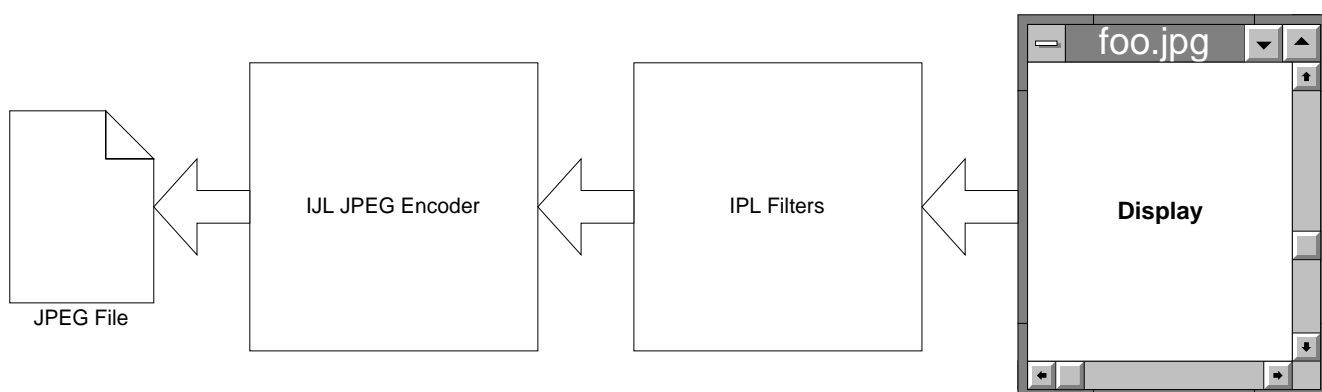 foo.jpg
JPEG File
IJL JPEG Encoder
IPL Filters
Display